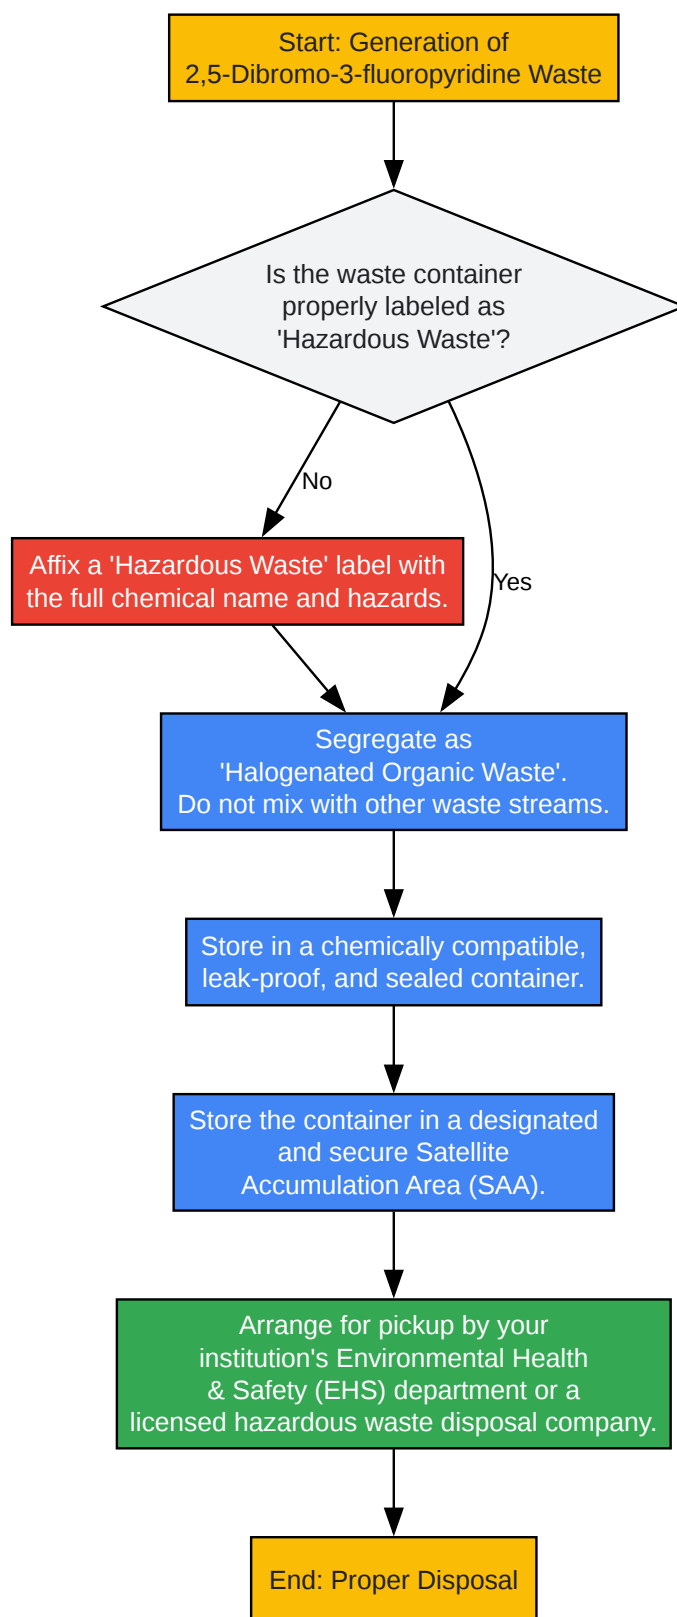 Start: Generation of
2,5-Dibromo-3-fluoropyridine Waste
Is the waste container
properly labeled as
'Hazardous Waste'?
No
Affix a 'Hazardous Waste' label with
the full chemical name and hazards.
Yes
Segregate as
'Halogenated Organic Waste'.
Do not mix with other waste streams.
Store in a chemically compatible,
leak-proof, and sealed container.
Store the container in a designated
and secure Satellite
Accumulation Area (SAA).
Arrange for pickup by your
institution's Environmental Health
& Safety (EHS) department or a
licensed hazardous waste disposal company.
End: Proper Disposal